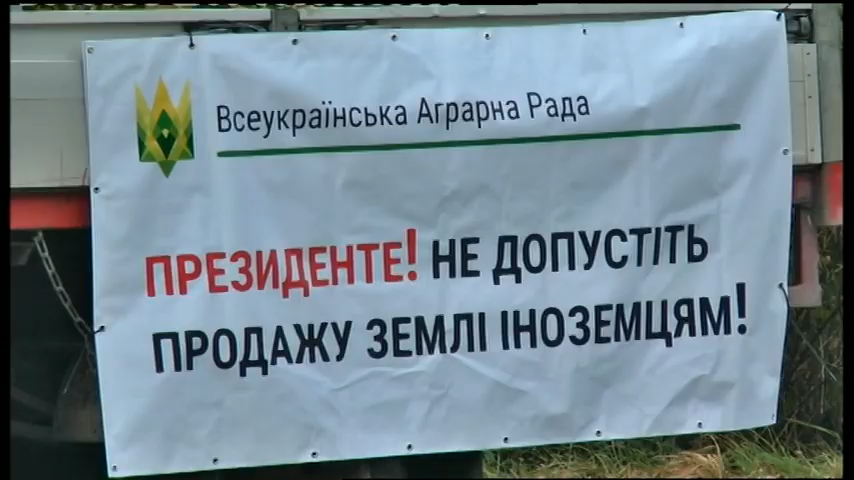 Всеукраїнська Аграрна Рада
ПРЕЗИДЕНТЕ! НЕ ДОПУСТІТЬ
ПРОДАЖУ ЗЕМЛІ ІНОЗЕМЦЯМ!